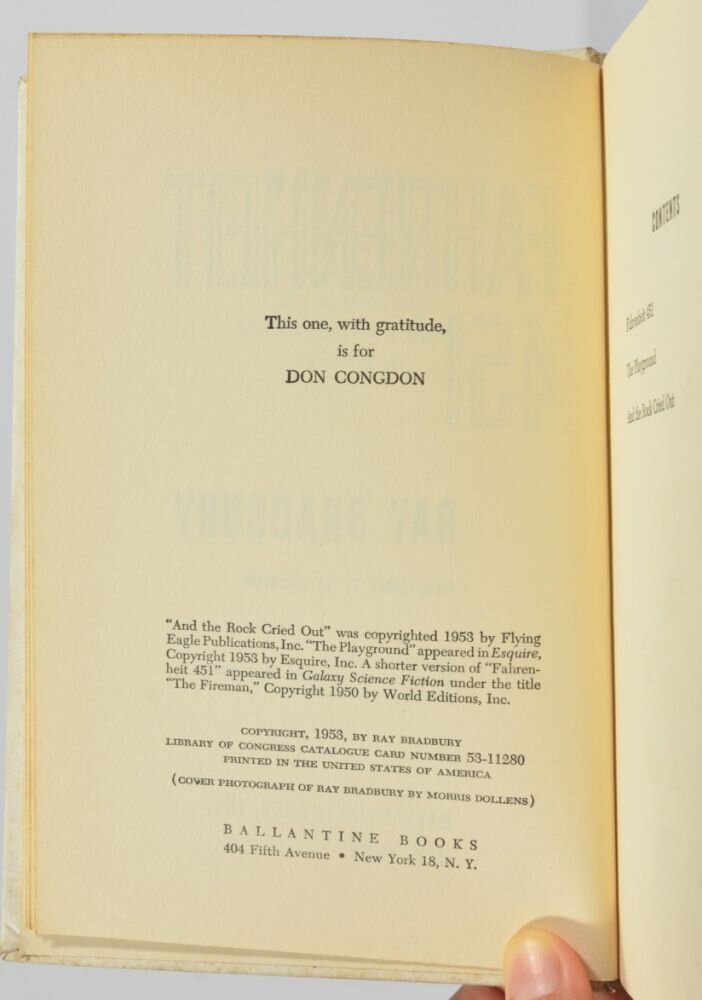 This one, with gratitude,
is for
DON CONGDON
"And the Rock Cried Out" was copyrighted 1953 by Flying
Eagle Publications, Inc. "The Playground" appeared in Esquire,
Copyright 1953 by Esquire, Inc. A shorter version of "Fahren-
heit 451" appeared in Galaxy Science Fiction under the title
"The Fireman," Copyright 1950 by World Editions, Inc.
COPYRIGHT, 1953, BY RAY BRADBURY
LIBRARY OF CONGRESS CATALOGUE CARD NUMBER 53-11280
PRINTED IN THE UNITED STATES OF AMERICA
(COVER PHOTOGRAPH OF RAY BRADBURY BY MORRIS DOLLENS)
BALLANTINE BOOKS
404 Fifth Avenue • New York 18, N. Y.
CONTENTS
Fahrenheit 451
The Playground
And the Rock Cried Out
FAHRENHEIT
451
RAY BRADBURY